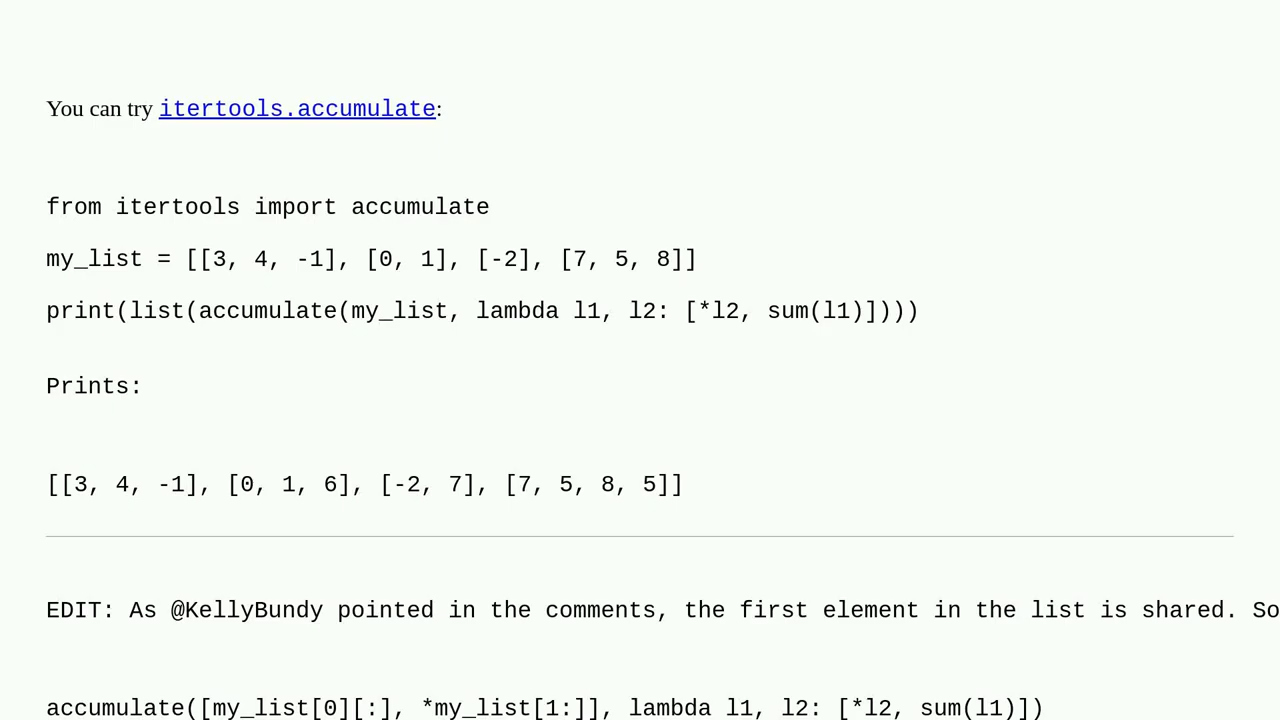 You can try itertools.accumulate:
from itertools import accumulate
my_list = [[3, 4, -1], [0, 1], [-2], [7, 5, 8]]
print(list(accumulate(my_list, lambda l1, l2: [*l2, sum(l1)])))
Prints:
[[3, 4, -1], [0, 1, 6], [-2, 7], [7, 5, 8, 5]]
EDIT: As @KellyBundy pointed in the comments, the first element in the list is shared. So
accumulate([my_list[0][:], *my_list[1:]], lambda l1, l2: [*l2, sum(l1)])